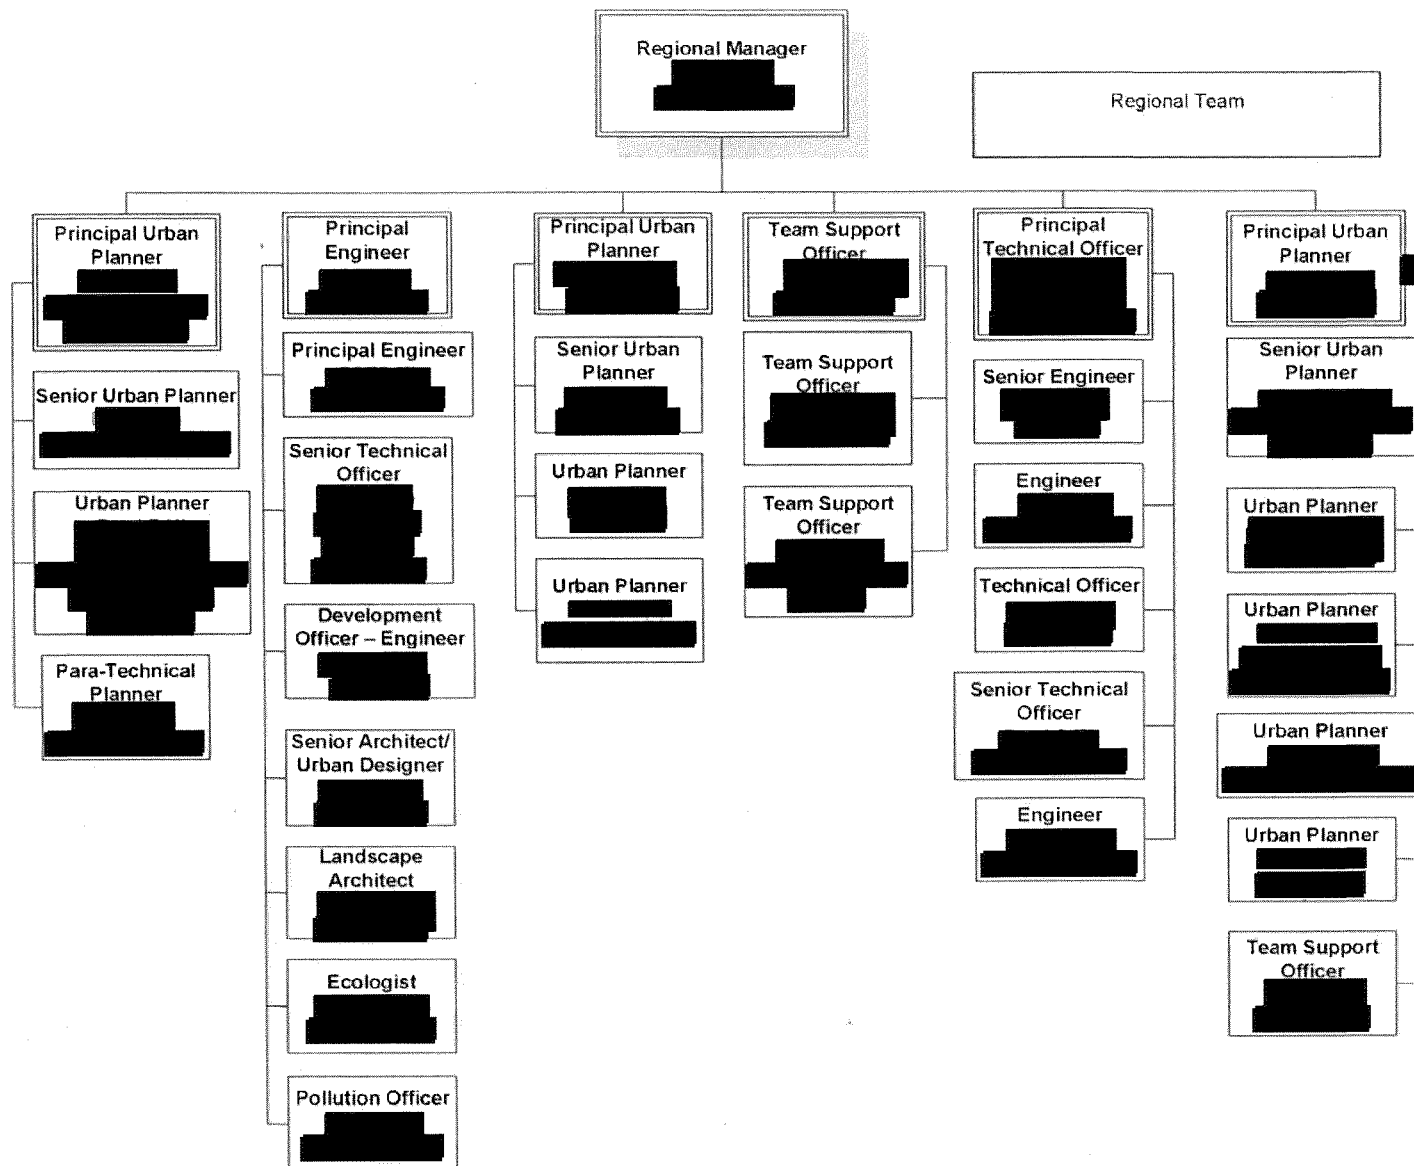 Regional Manager
Regional Team
Principal Urban
Planner
Senior Urban Planner
Urban Planner
Para-Technical
Planner
Principal
Engineer
Principal Engineer
Senior Technical
Officer
Development
Officer – Engineer
Senior Architect/
Urban Designer
Landscape
Architect
Ecologist
Pollution Officer
Principal Urban
Planner
Senior Urban
Planner
Urban Planner
Urban Planner
Team Support
Officer
Team Support
Officer
Team Support
Officer
Principal
Technical Officer
Senior Engineer
Engineer
Technical Officer
Senior Technical
Officer
Engineer
Principal Urban
Planner
Senior Urban
Planner
Urban Planner
Urban Planner
Urban Planner
Urban Planner
Team Support
Officer